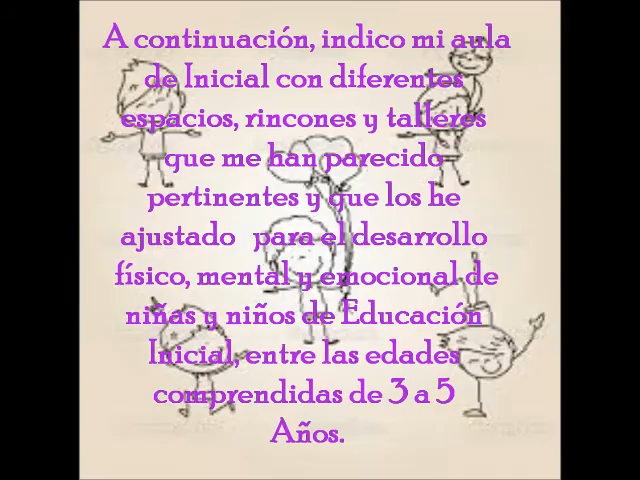 A continuación, indico mi aula
de Inicial con diferentes
espacios, rincones y talleres
que me han parecido
pertinentes y que los he
ajustado para el desarrollo
físico, mental y emocional de
niñas y niños de Educación
Inicial, entre las edades
comprendidas de 3 a 5
Años.